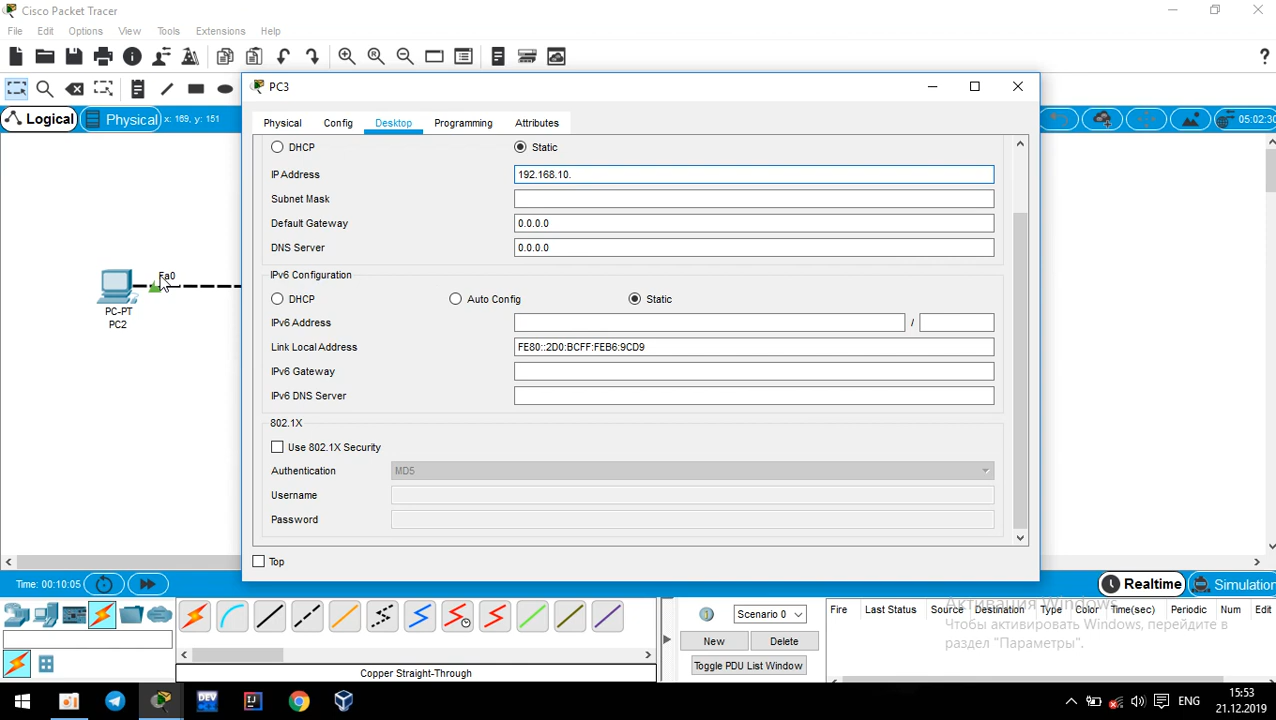 Cisco Packet Tracer
File Edit Options View Tools Extensions Help
Logical
Physical
x: 169, y: 151
05:02:30
PC3
Physical Config Desktop Programming Attributes
DHCP
Static
IP Address
192.168.10.
Subnet Mask
Default Gateway
0.0.0.0
DNS Server
0.0.0.0
IPv6 Configuration
DHCP
Auto Config
Static
IPv6 Address
/
Link Local Address
FE80::2D0:BCFF:FEB6:9CD9
IPv6 Gateway
IPv6 DNS Server
802.1X
Use 802.1X Security
Authentication
MD5
Username
Password
Top
Fa0
PC-PT
PC2
Time: 00:10:05
Realtime
Simulation
Scenario 0
New
Delete
Toggle PDU List Window
Fire Last Status Source Destination Type Color Time(sec) Periodic Num Edit
Активация Windows
Чтобы активировать Windows, перейдите в
раздел "Параметры".
Copper Straight-Through
DEV
ENG
15:53
21.12.2019